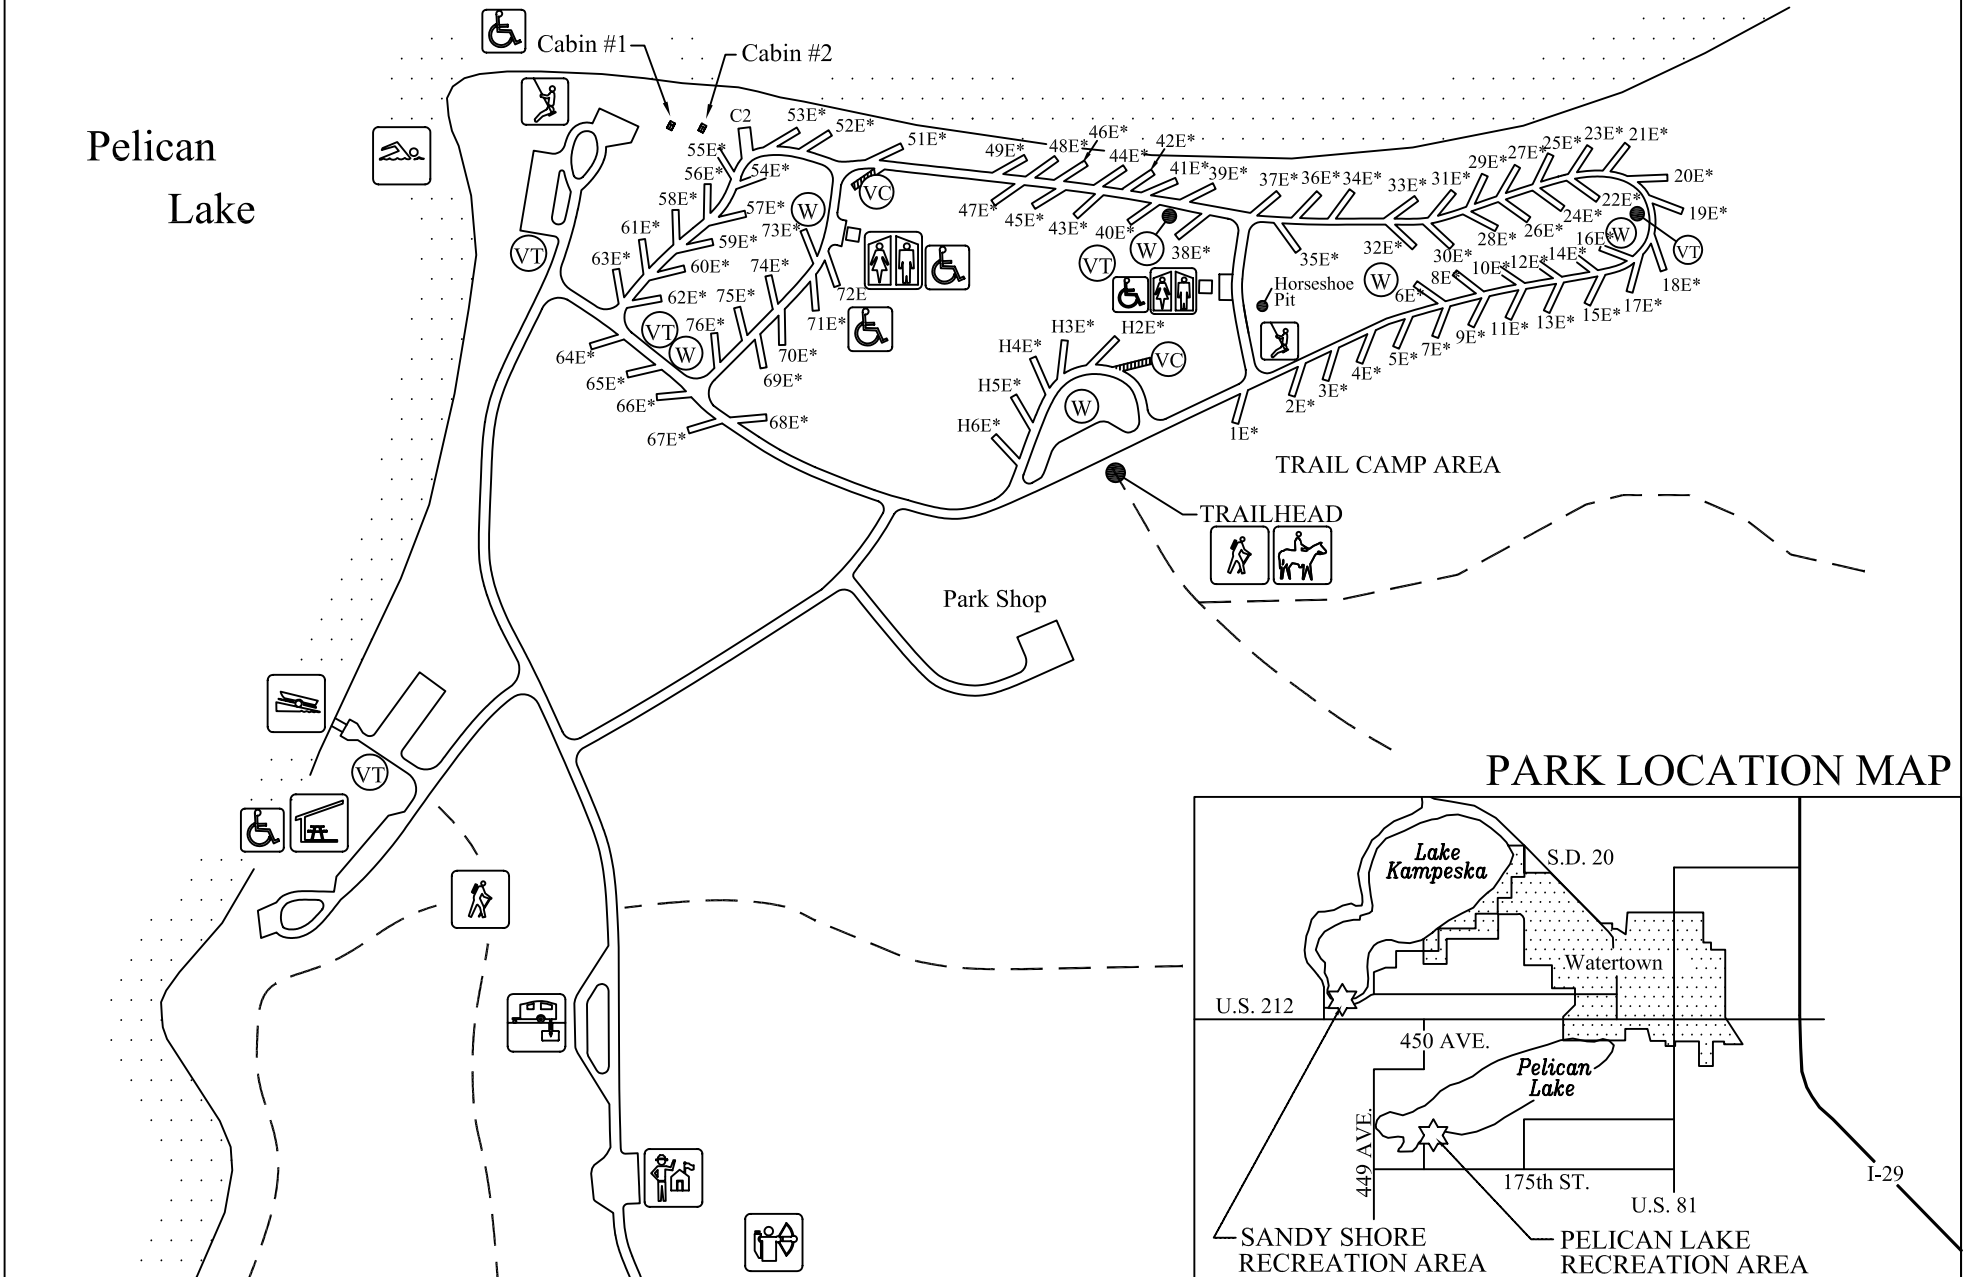 Pelican
Lake
Cabin #1
Cabin #2
C2
53E*
52E*
51E*
55E*
54E*
56E*
58E*
57E*
61E*
59E*
63E*
60E*
62E*
64E*
65E*
66E*
67E*
68E*
69E*
70E*
71E*
72E
73E*
74E*
75E*
76E*
W
VC
VT
VT
W
49E*
48E*
46E*
44E*
42E*
41E*
39E*
47E*
45E*
43E*
40E*
38E*
W
VT
37E*
36E*
34E*
33E*
31E*
29E*
27E*
25E*
23E*
21E*
20E*
19E*
22E*
24E*
26E*
28E*
30E*
32E*
35E*
W
VT
18E*
17E*
16E*
15E*
14E*
13E*
12E*
11E*
10E*
9E*
8E*
7E*
6E*
5E*
4E*
3E*
2E*
1E*
W
Horseshoe
Pit
H3E*
H2E*
H4E*
H5E*
H6E*
VC
W
TRAIL CAMP AREA
TRAILHEAD
Park Shop
VT
PARK LOCATION MAP
Lake
Kampeska
S.D. 20
Watertown
U.S. 212
450 AVE.
Pelican
Lake
449 AVE.
175th ST.
U.S. 81
I-29
SANDY SHORE
RECREATION AREA
PELICAN LAKE
RECREATION AREA